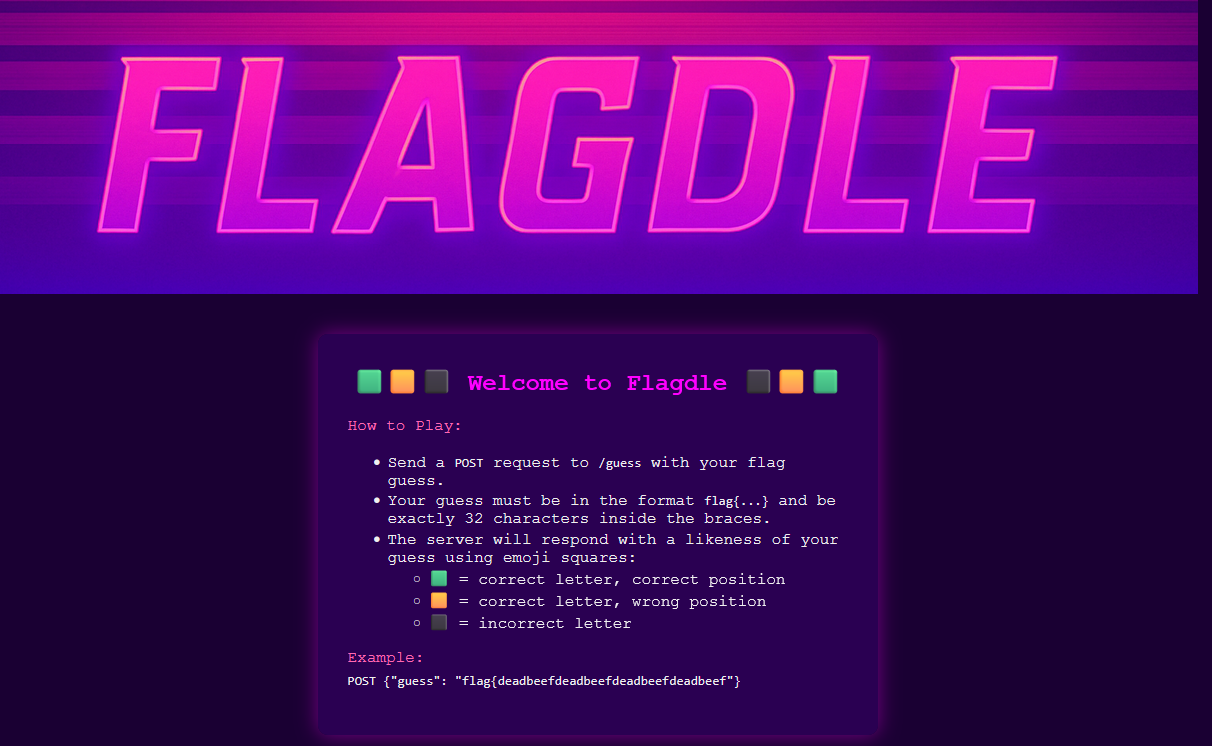 FLAGDLE
Welcome to Flagdle
How to Play:
Send a POST request to /guess with your flag
guess.
Your guess must be in the format flag{...} and be
exactly 32 characters inside the braces.
The server will respond with a likeness of your
guess using emoji squares:
🟩 = correct letter, correct position
🟧 = correct letter, wrong position
⬛ = incorrect letter
Example:
POST {"guess": "flag{deadbeefdeadbeefdeadbeefdeadbeef"}